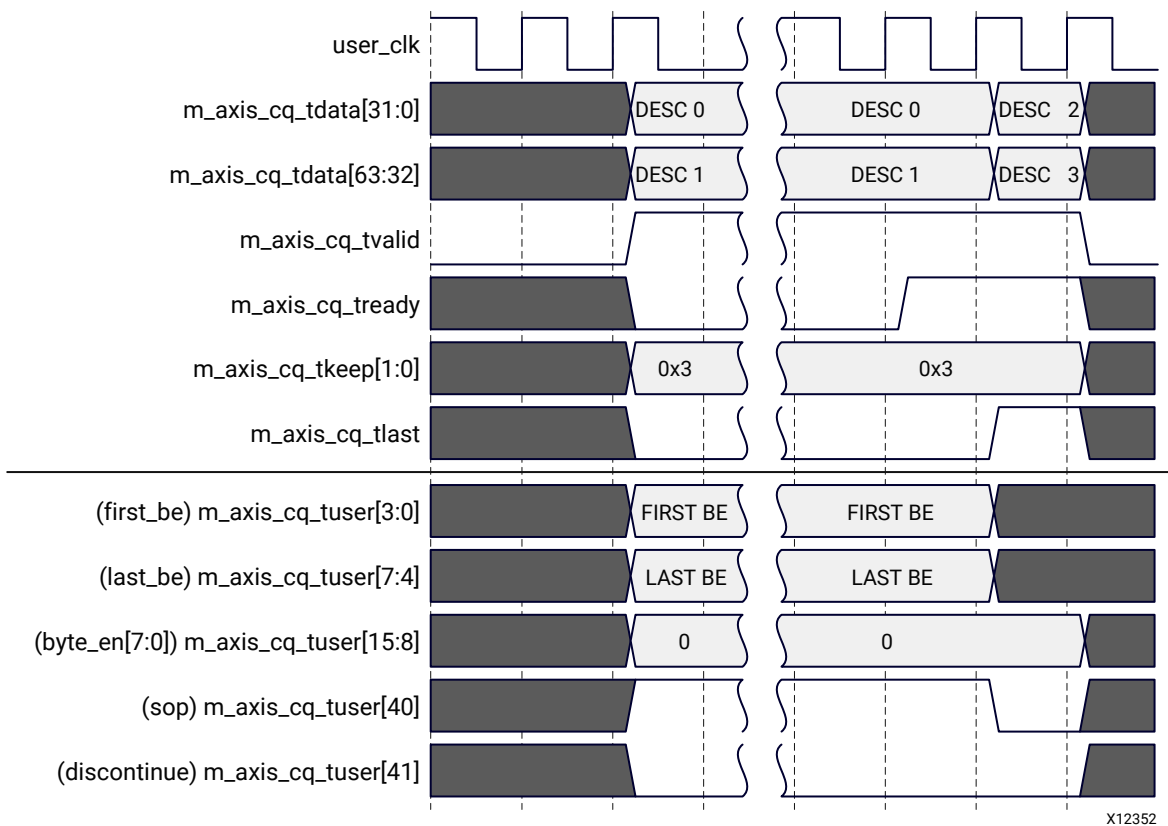 user_clk
m_axis_cq_tdata[31:0] DESC 0 DESC 0 DESC 2
m_axis_cq_tdata[63:32] DESC 1 DESC 1 DESC 3
m_axis_cq_tvalid
m_axis_cq_tready
m_axis_cq_tkeep[1:0] 0x3 0x3
m_axis_cq_tlast
(first_be) m_axis_cq_tuser[3:0] FIRST BE FIRST BE
(last_be) m_axis_cq_tuser[7:4] LAST BE LAST BE
(byte_en[7:0]) m_axis_cq_tuser[15:8] 0 0
(sop) m_axis_cq_tuser[40]
(discontinue) m_axis_cq_tuser[41]
X12352